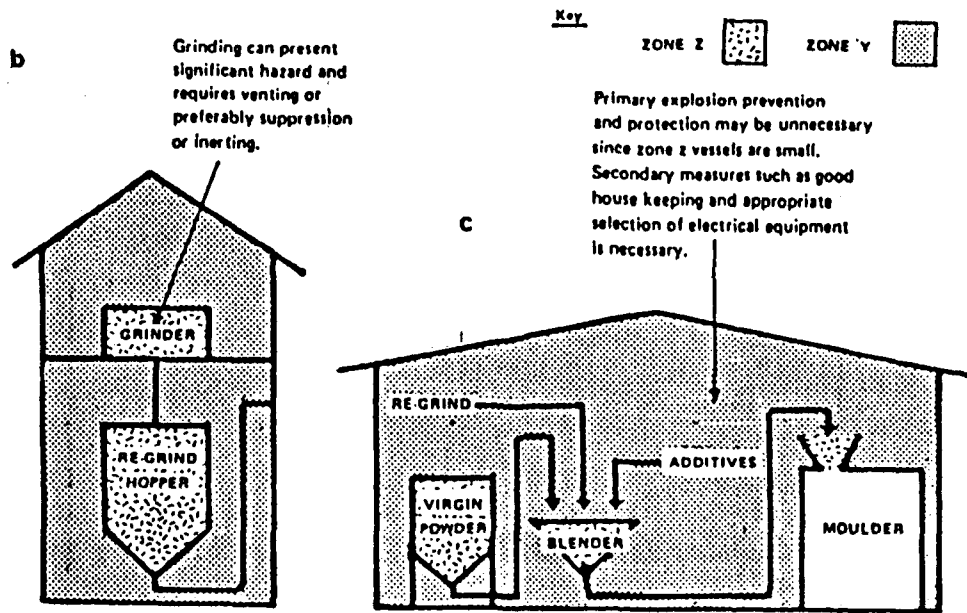 Key
ZONE Z
ZONE Y
b
Grinding can present
significant hazard and
requires venting or
preferably suppression
or inerting.
Primary explosion prevention
and protection may be unnecessary
since zone z vessels are small.
Secondary measures such as good
house keeping and appropriate
selection of electrical equipment
is necessary.
c
GRINDER
RE-GRIND
HOPPER
RE-GRIND
ADDITIVES
VIRGIN
POWDER
BLENDER
MOULDER